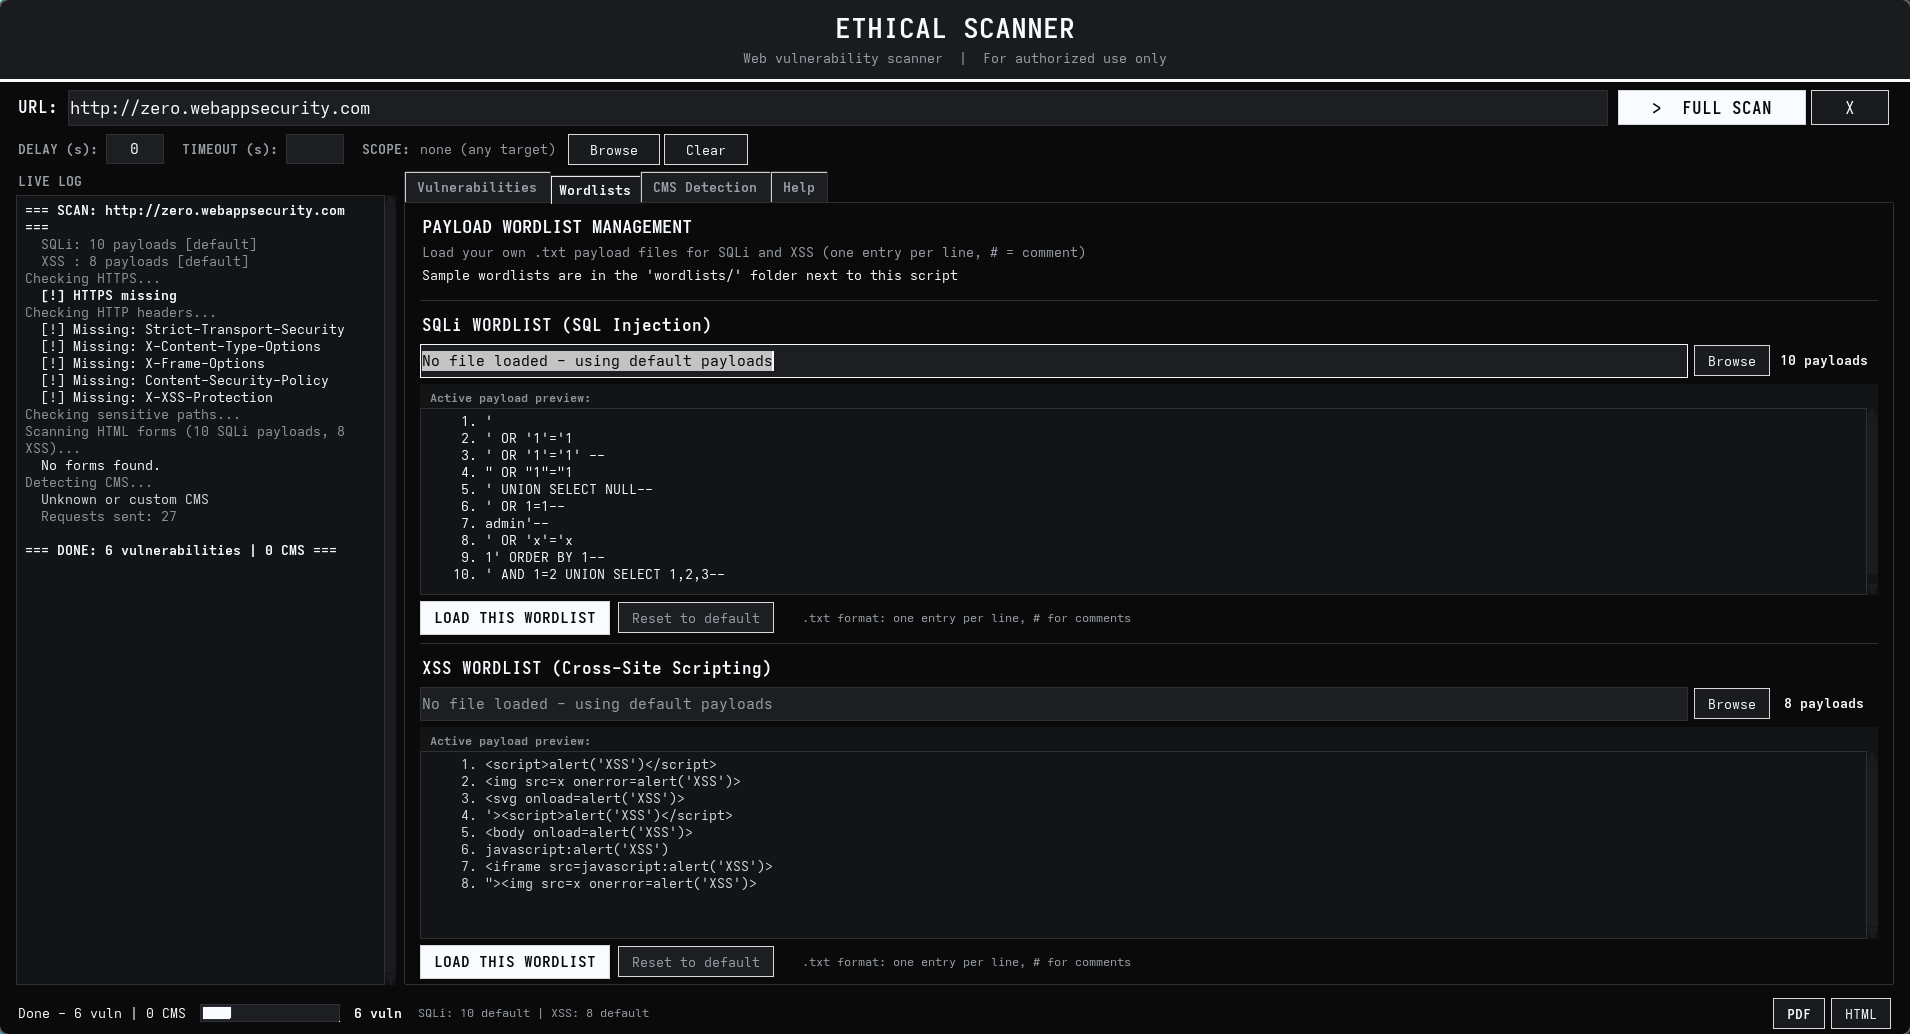 ETHICAL SCANNER
Web vulnerability scanner | For authorized use only
URL: http://zero.webappsecurity.com > FULL SCAN X
DELAY (s): 0 TIMEOUT (s): SCOPE: none (any target) Browse Clear
LIVE LOG
=== SCAN: http://zero.webappsecurity.com
===
SQLi: 10 payloads [default]
XSS : 8 payloads [default]
Checking HTTPS...
[!] HTTPS missing
Checking HTTP headers...
[!] Missing: Strict-Transport-Security
[!] Missing: X-Content-Type-Options
[!] Missing: X-Frame-Options
[!] Missing: Content-Security-Policy
[!] Missing: X-XSS-Protection
Checking sensitive paths...
Scanning HTML forms (10 SQLi payloads, 8
XSS)...
No forms found.
Detecting CMS...
Unknown or custom CMS
Requests sent: 27
=== DONE: 6 vulnerabilities | 0 CMS ===
Vulnerabilities Wordlists CMS Detection Help
PAYLOAD WORDLIST MANAGEMENT
Load your own .txt payload files for SQLi and XSS (one entry per line, # = comment)
Sample wordlists are in the 'wordlists/' folder next to this script
SQLi WORDLIST (SQL Injection)
No file loaded - using default payloads Browse 10 payloads
Active payload preview:
1. '
2. ' OR '1'='1
3. ' OR '1'='1' --
4. " OR "1"="1
5. ' UNION SELECT NULL--
6. ' OR 1=1--
7. admin'--
8. ' OR 'x'='x
9. 1' ORDER BY 1--
10. ' AND 1=2 UNION SELECT 1,2,3--
LOAD THIS WORDLIST Reset to default .txt format: one entry per line, # for comments
XSS WORDLIST (Cross-Site Scripting)
No file loaded - using default payloads Browse 8 payloads
Active payload preview:
1. <script>alert('XSS')</script>
2. <img src=x onerror=alert('XSS')>
3. <svg onload=alert('XSS')>
4. '><script>alert('XSS')</script>
5. <body onload=alert('XSS')>
6. javascript:alert('XSS')
7. <iframe src=javascript:alert('XSS')>
8. "><img src=x onerror=alert('XSS')>
LOAD THIS WORDLIST Reset to default .txt format: one entry per line, # for comments
Done - 6 vuln | 0 CMS 6 vuln SQLi: 10 default | XSS: 8 default PDF HTML